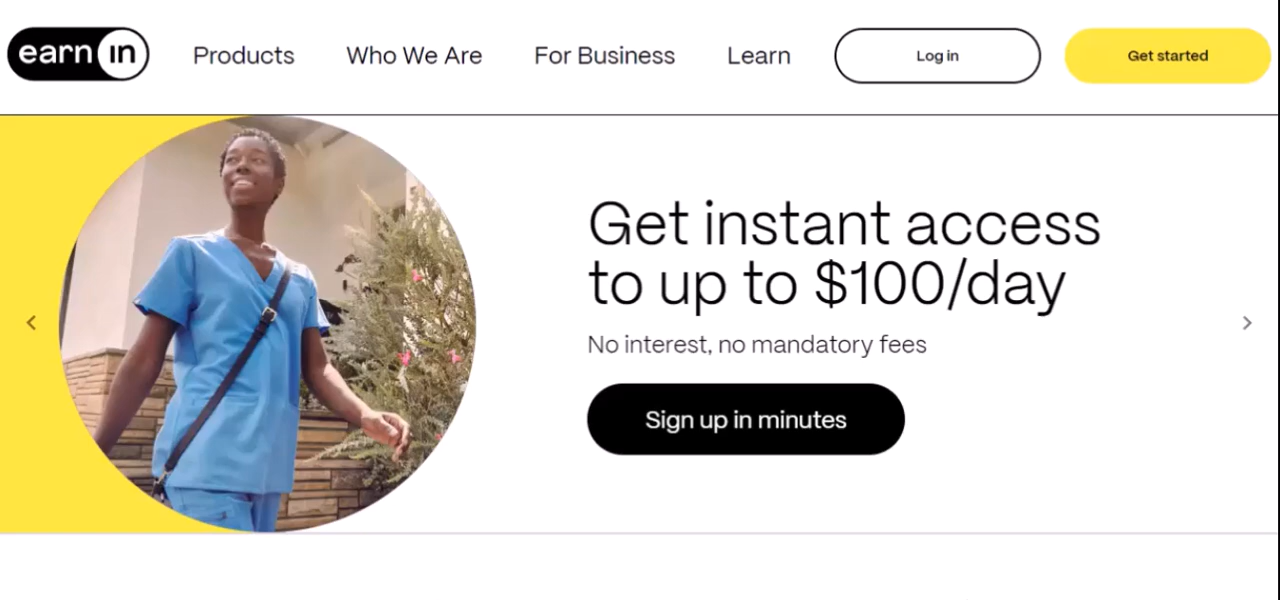 earn in
Products
Who We Are
For Business
Learn
Log in
Get started
Get instant access
to up to $100/day
No interest, no mandatory fees
Sign up in minutes